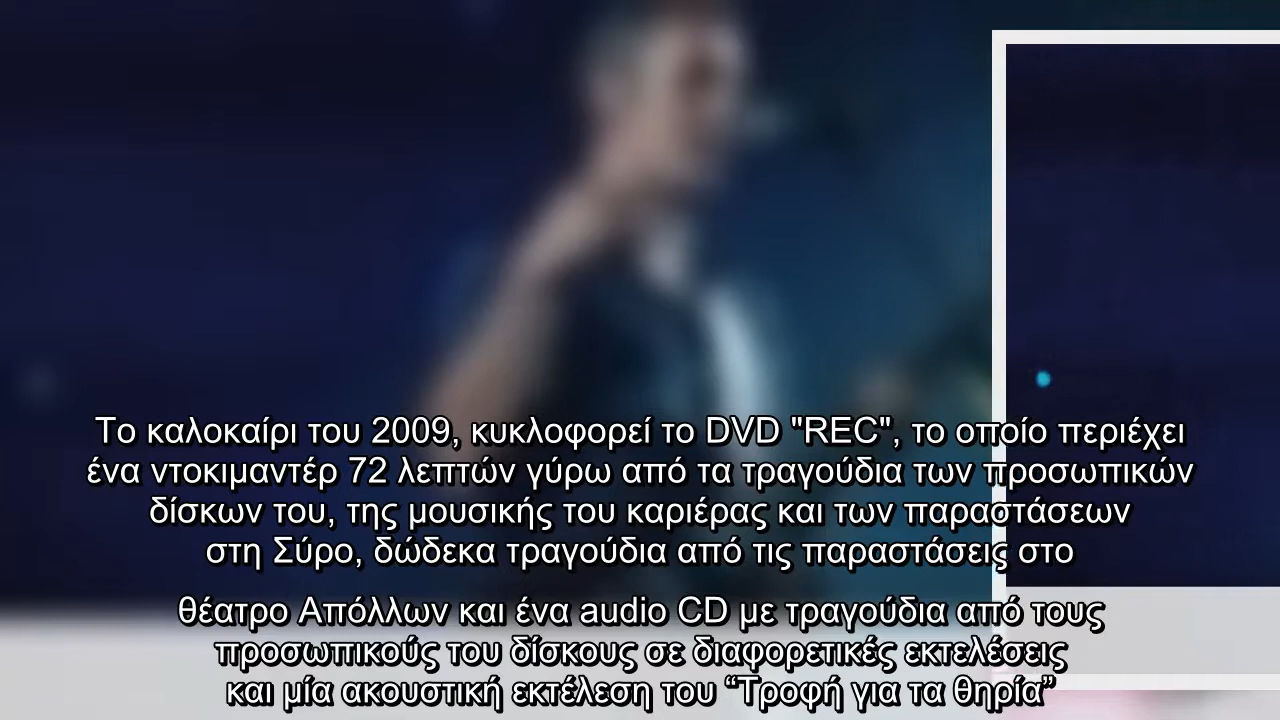 Το καλοκαίρι του 2009, κυκλοφορεί το DVD "REC", το οποίο περιέχει
ένα ντοκιμαντέρ 72 λεπτών γύρω από τα τραγούδια των προσωπικών
δίσκων του, της μουσικής του καριέρας και των παραστάσεων
στη Σύρο, δώδεκα τραγούδια από τις παραστάσεις στο
θέατρο Απόλλων και ένα audio CD με τραγούδια από τους
προσωπικούς του δίσκους σε διαφορετικές εκτελέσεις
και μία ακουστική εκτέλεση του “Τροφή για τα θηρία”